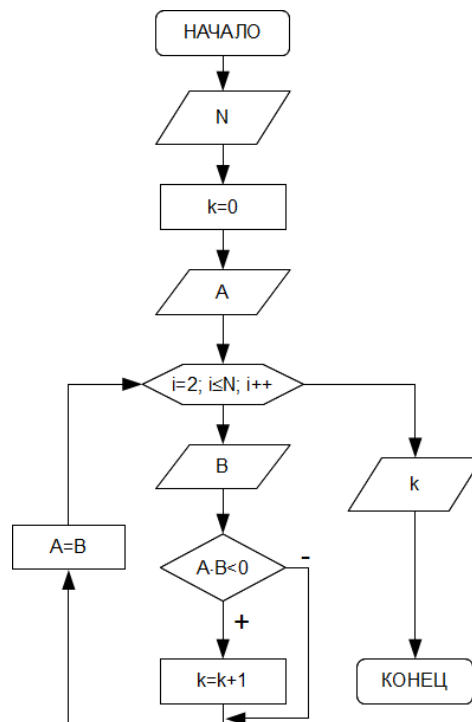 НАЧАЛО
N
k=0
A
i=2; i≤N; i++
B
k
A=B
A·B<0
-
+
k=k+1
КОНЕЦ